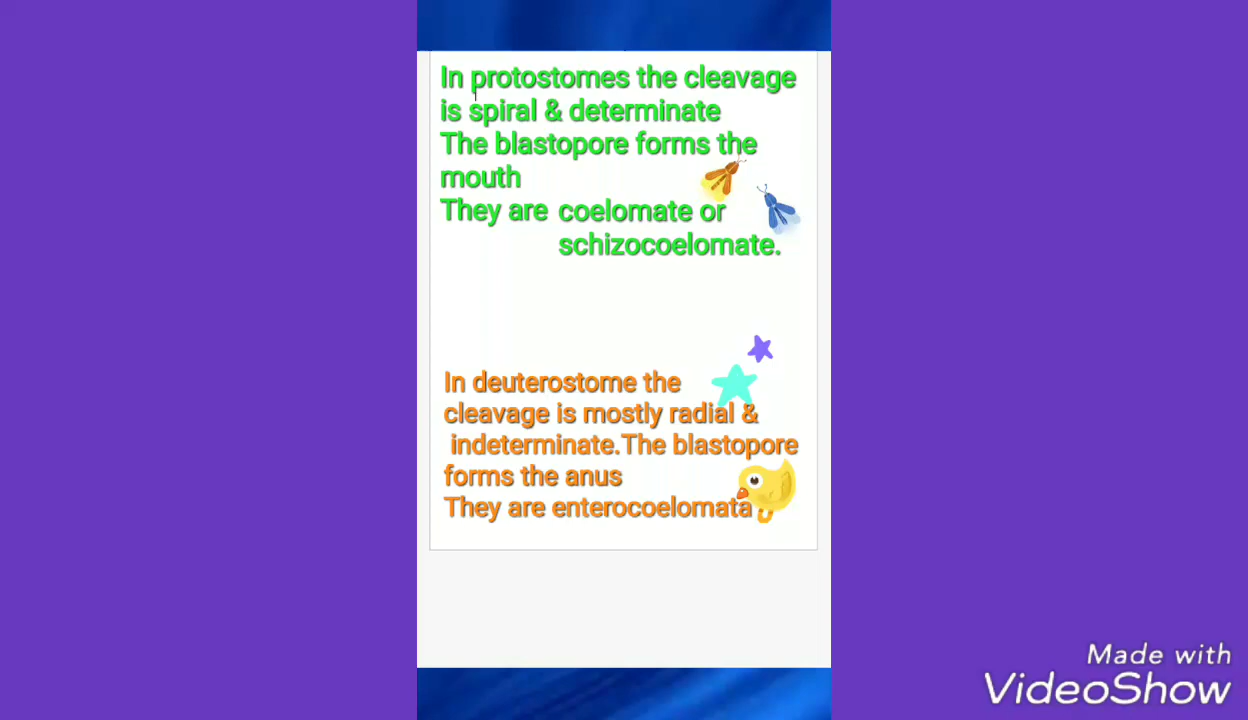 In protostomes the cleavage
is spiral & determinate
The blastopore forms the
mouth
They are coelomate or
schizocoelomate.
In deuterostome the
cleavage is mostly radial &
indeterminate.The blastopore
forms the anus
They are enterocoelomata
Made with
VideoShow